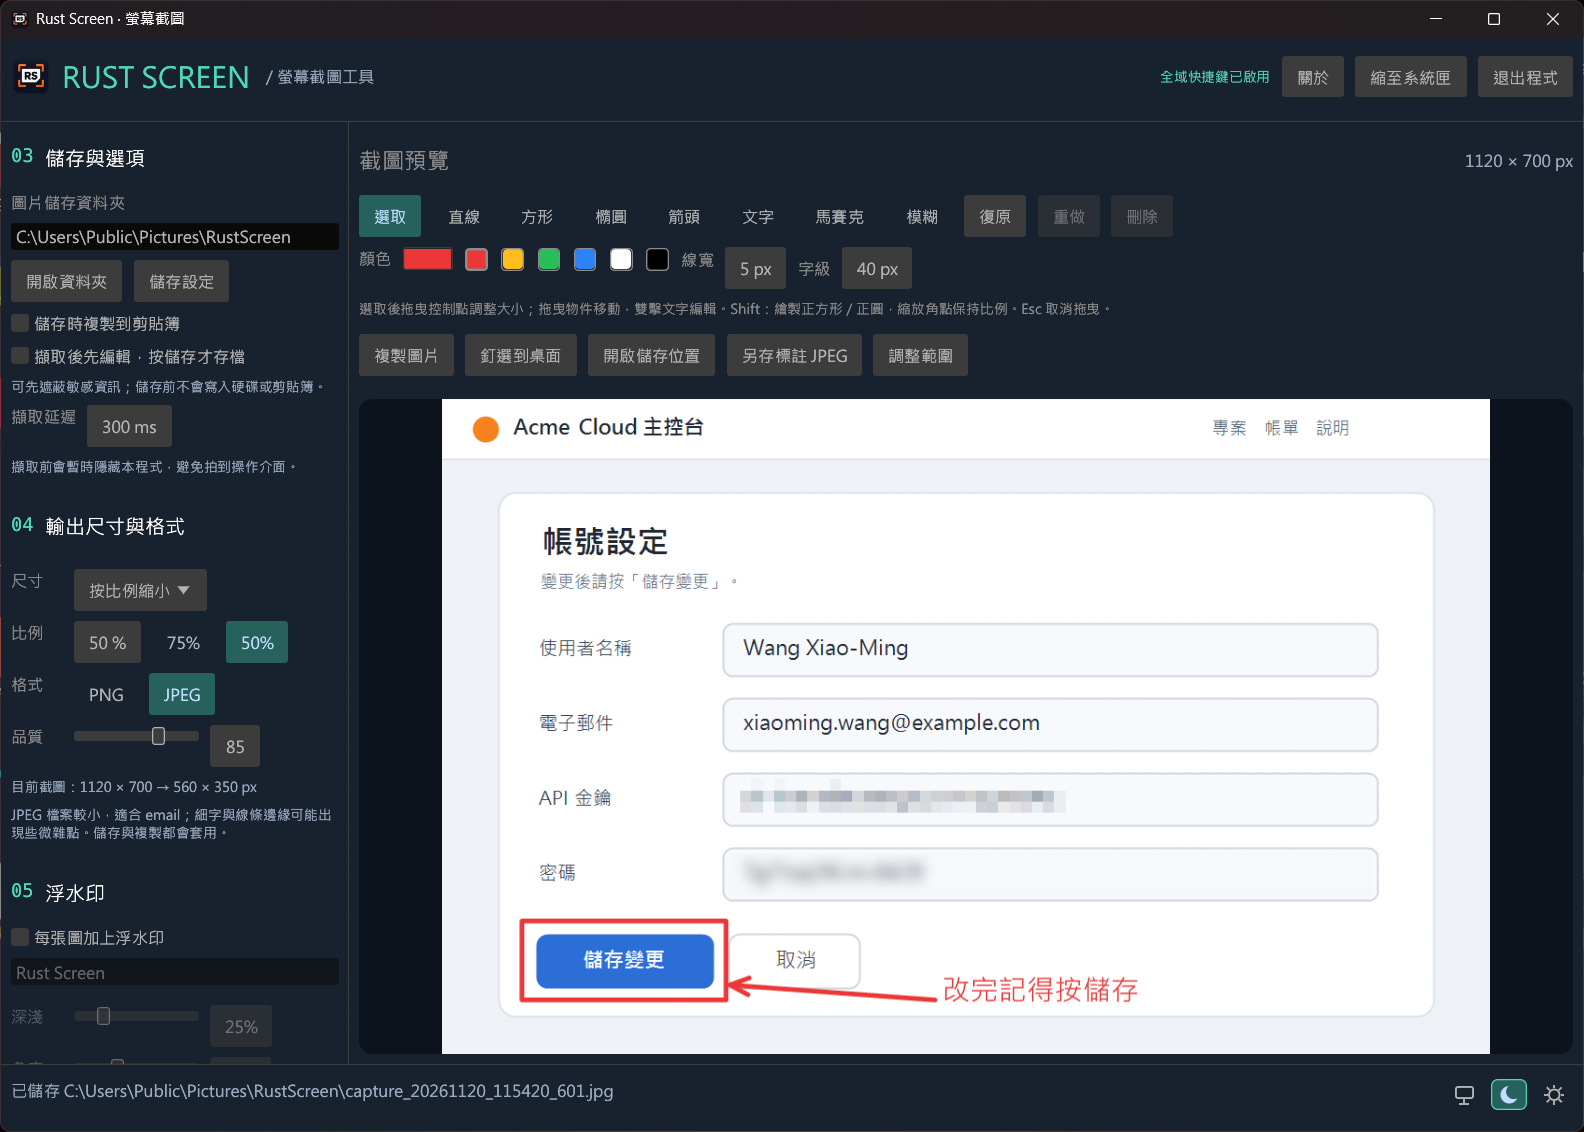 Rust Screen · 螢幕截圖
RS RUST SCREEN / 螢幕截圖工具
全域快捷鍵已啟用 關於 縮至系統匣 退出程式
03 儲存與選項
圖片儲存資料夾
C:\Users\Public\Pictures\RustScreen
開啟資料夾 儲存設定
儲存時複製到剪貼簿
擷取後先編輯，按儲存才存檔
可先遮蔽敏感資訊；儲存前不會寫入硬碟或剪貼簿。
擷取延遲 300 ms
擷取前會暫時隱藏本程式，避免拍到操作介面。
04 輸出尺寸與格式
尺寸 按比例縮小
比例 50 % 75% 50%
格式 PNG JPEG
品質 85
目前截圖：1120 × 700 → 560 × 350 px
JPEG 檔案較小，適合 email；細字與線條邊緣可能出
現些微雜點。儲存與複製都會套用。
05 浮水印
每張圖加上浮水印
Rust Screen
深淺 25%
截圖預覽 1120 × 700 px
選取 直線 方形 橢圓 箭頭 文字 馬賽克 模糊 復原 重做 刪除
顏色 線寬 5 px 字級 40 px
選取後拖曳控制點調整大小；拖曳物件移動，雙擊文字編輯。Shift：繪製正方形 / 正圓，縮放角點保持比例。Esc 取消拖曳。
複製圖片 釘選到桌面 開啟儲存位置 另存標註 JPEG 調整範圍
Acme Cloud 主控台 專案 帳單 說明
帳號設定
變更後請按「儲存變更」。
使用者名稱 Wang Xiao-Ming
電子郵件 xiaoming.wang@example.com
API 金鑰
密碼
儲存變更 取消
改完記得按儲存
已儲存 C:\Users\Public\Pictures\RustScreen\capture_20261120_115420_601.jpg